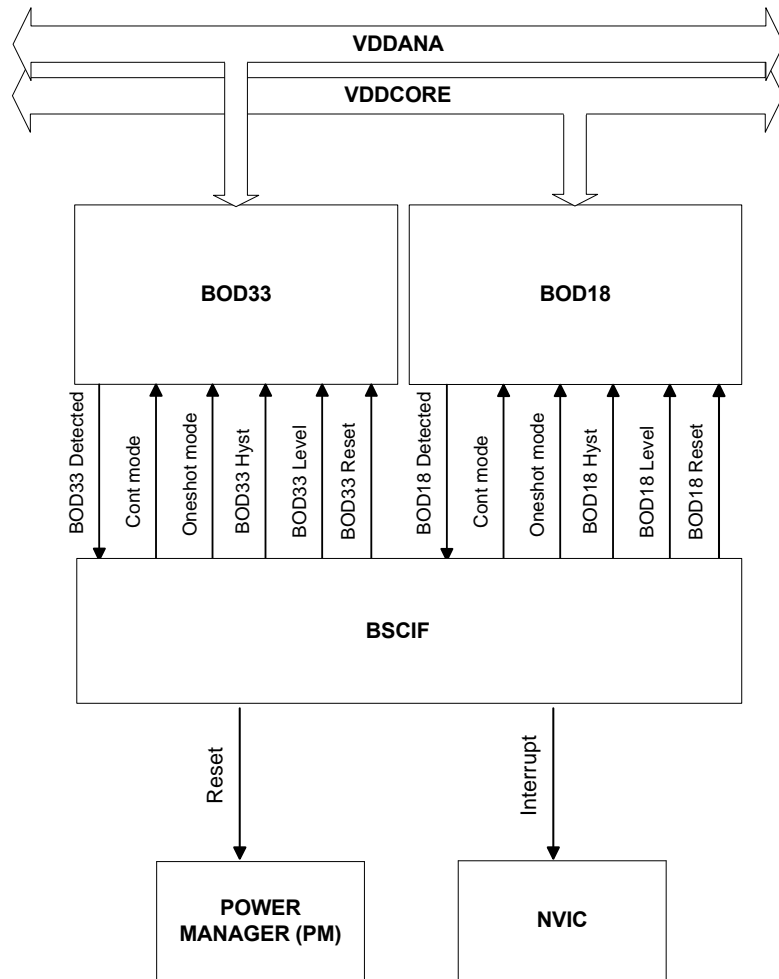 VDDANA
VDDCORE
BOD33
BOD18
BOD33 Detected
Cont mode
Oneshot mode
BOD33 Hyst
BOD33 Level
BOD33 Reset
BOD18 Detected
Cont mode
Oneshot mode
BOD18 Hyst
BOD18 Level
BOD18 Reset
BSCIF
Reset
Interrupt
POWER
MANAGER (PM)
NVIC